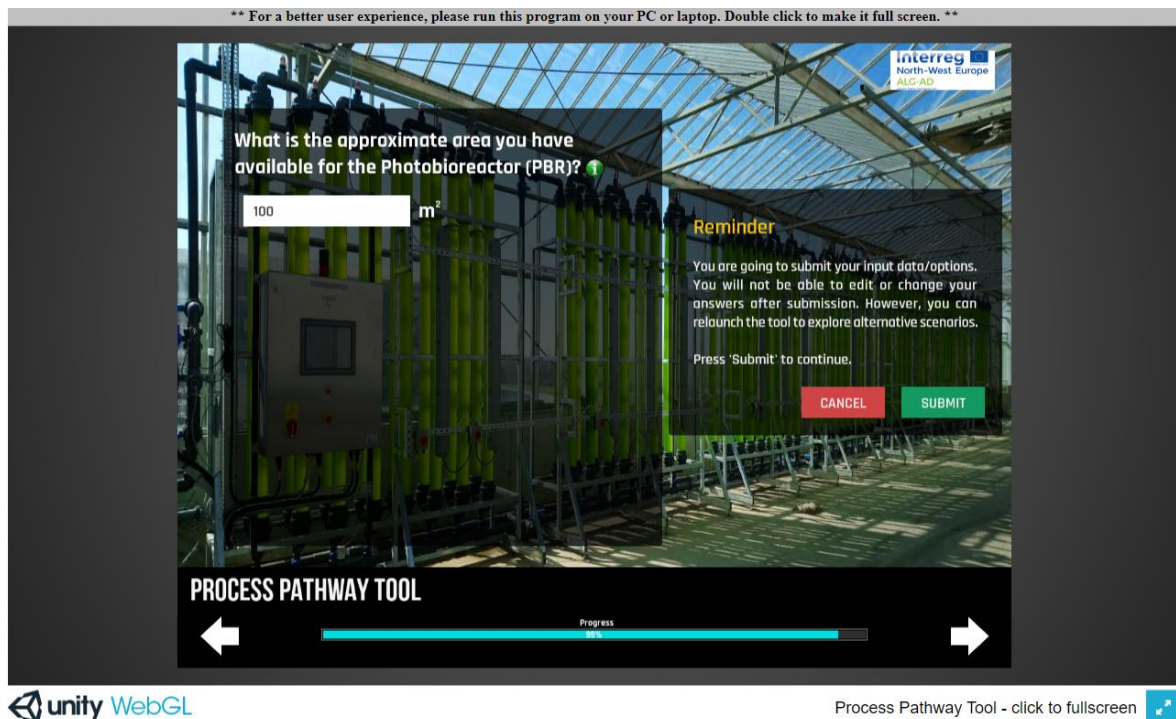 ** For a better user experience, please run this program on your PC or laptop. Double click to make it full screen. **
Interreg
North-West Europe
ALG-AD
What is the approximate area you have
available for the Photobioreactor (PBR)? i
100 m²
Reminder
You are going to submit your input data/options.
You will not be able to edit or change your
answers after submission. However, you can
relaunch the tool to explore alternative scenarios.
Press 'Submit' to continue.
CANCEL SUBMIT
PROCESS PATHWAY TOOL
Progress
95%
unity WebGL
Process Pathway Tool - click to fullscreen